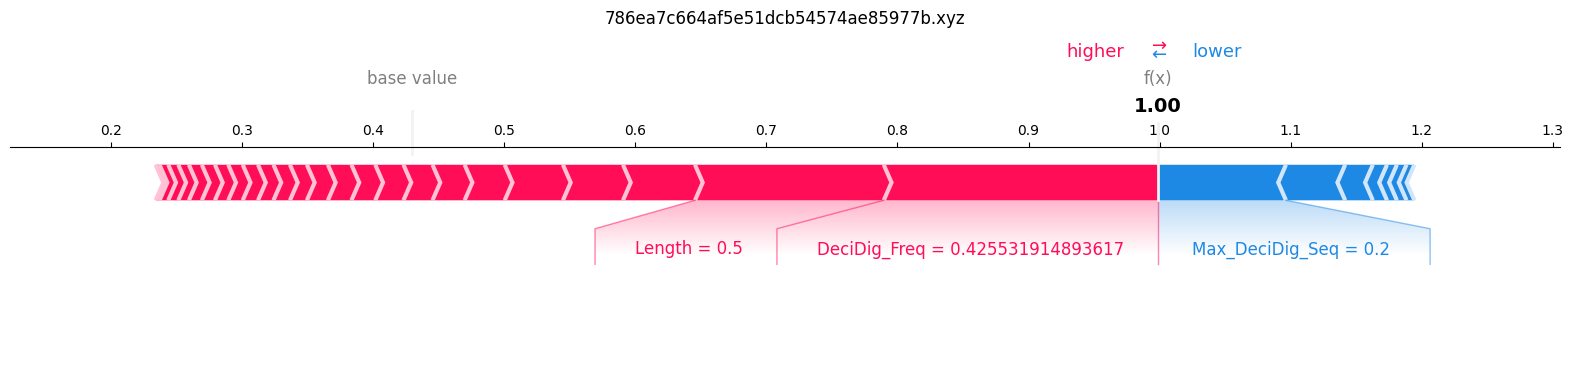 786ea7c664af5e51dcb54574ae85977b.xyz
higher ⇄ lower
base value f(x)
1.00
0.2 0.3 0.4 0.5 0.6 0.7 0.8 0.9 1.0 1.1 1.2 1.3
Length = 0.5 DeciDig_Freq = 0.425531914893617 Max_DeciDig_Seq = 0.2